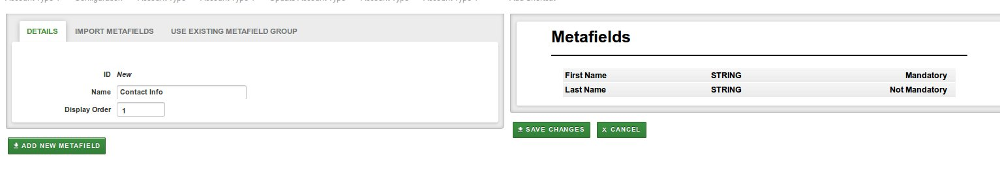 DETAILS IMPORT METAFIELDS USE EXISTING METAFIELD GROUP
ID New
Name Contact Info
Display Order 1
ADD NEW METAFIELD
Metafields
First Name STRING Mandatory
Last Name STRING Not Mandatory
SAVE CHANGES X CANCEL